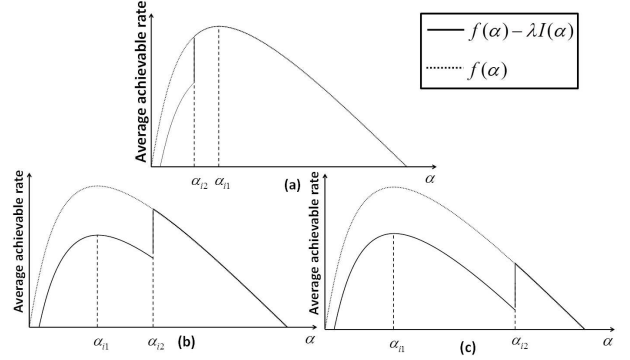 Average achievable rate
f(α) − λI(α)
f(α)
α_{i2}
α_{i1}
α
(a)
Average achievable rate
α_{i1}
α_{i2}
α
(b)
Average achievable rate
α_{i1}
α_{i2}
α
(c)